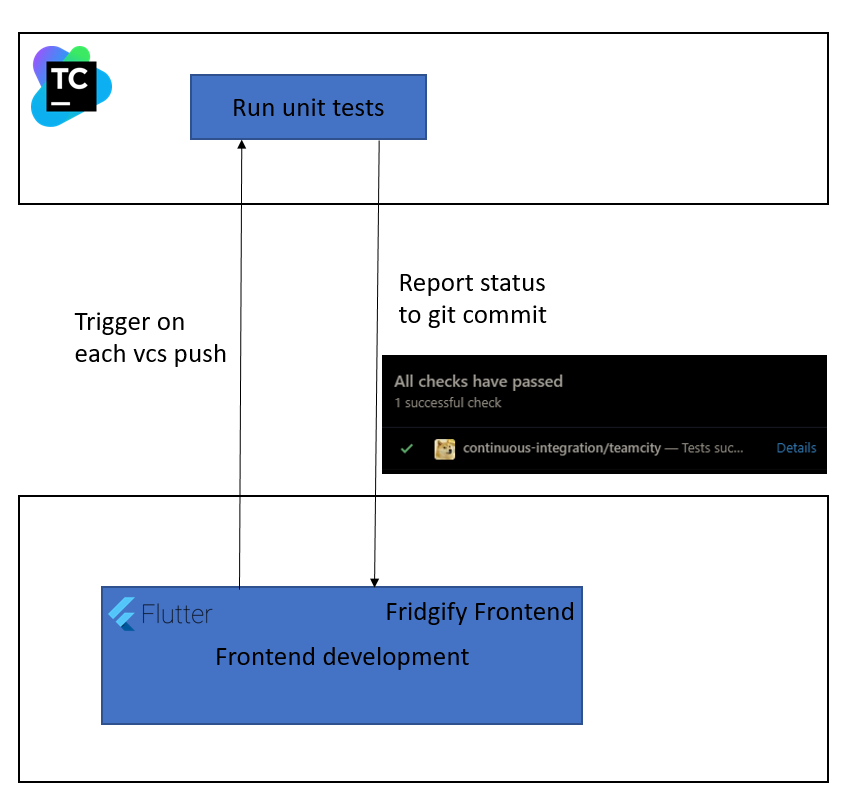 TC
Run unit tests
Trigger on
each vcs push
Report status
to git commit
All checks have passed
1 successful check
continuous-integration/teamcity — Tests suc... Details
Flutter
Fridgify Frontend
Frontend development